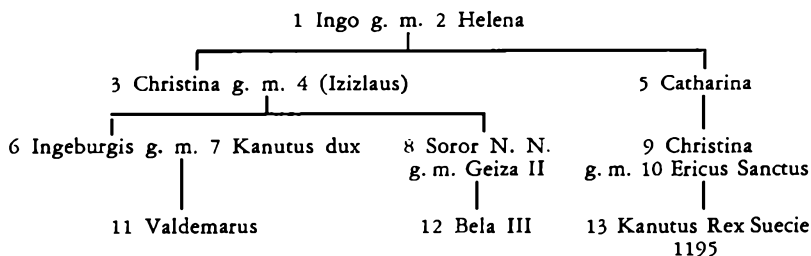 1 Ingo g. m. 2 Helena
3 Christina g. m. 4 (Izizlaus)
5 Catharina
6 Ingeburgis g. m. 7 Kanutus dux
8 Soror N. N.
g. m. Geiza II
9 Christina
g. m. 10 Ericus Sanctus
11 Valdemarus
12 Bela III
13 Kanutus Rex Suecie
1195